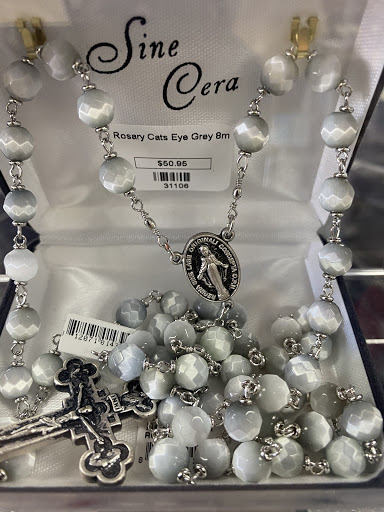 Sine
Cera
Rosary Cats Eye Grey 8m
$50.95
31106